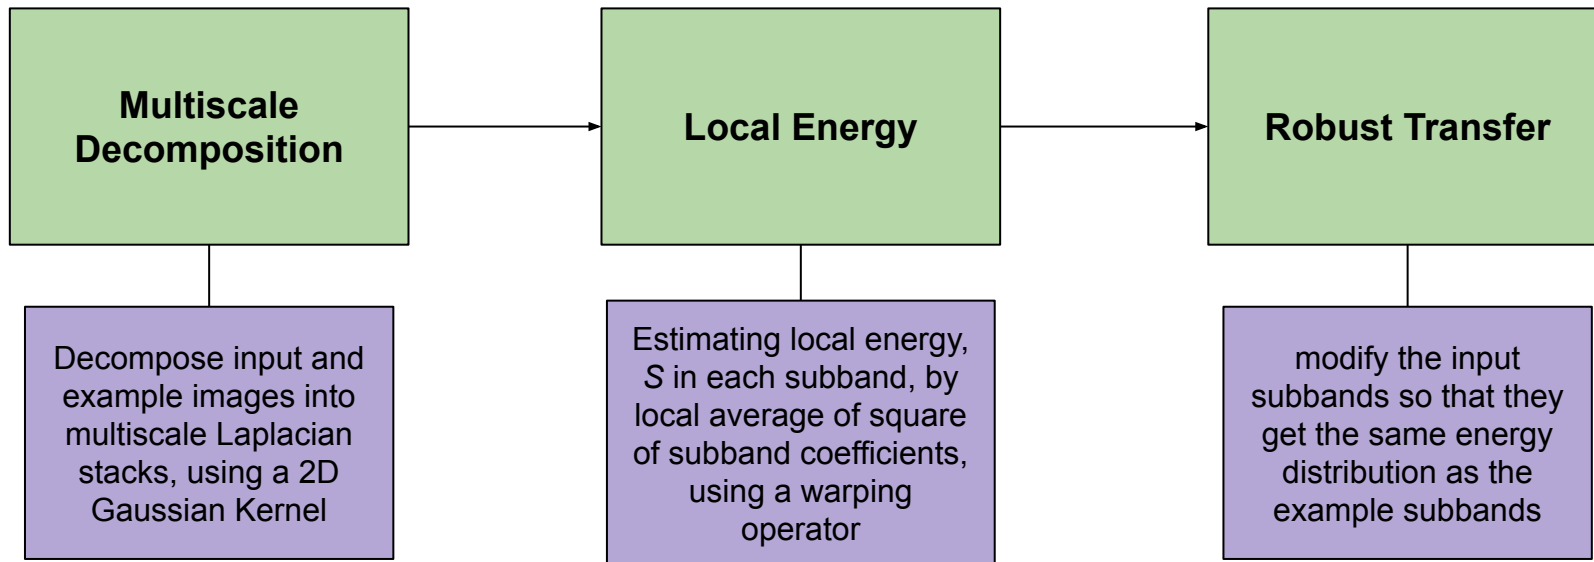 Multiscale
Decomposition
Local Energy
Robust Transfer
Decompose input and
example images into
multiscale Laplacian
stacks, using a 2D
Gaussian Kernel
Estimating local energy,
S in each subband, by
local average of square
of subband coefficients,
using a warping
operator
modify the input
subbands so that they
get the same energy
distribution as the
example subbands